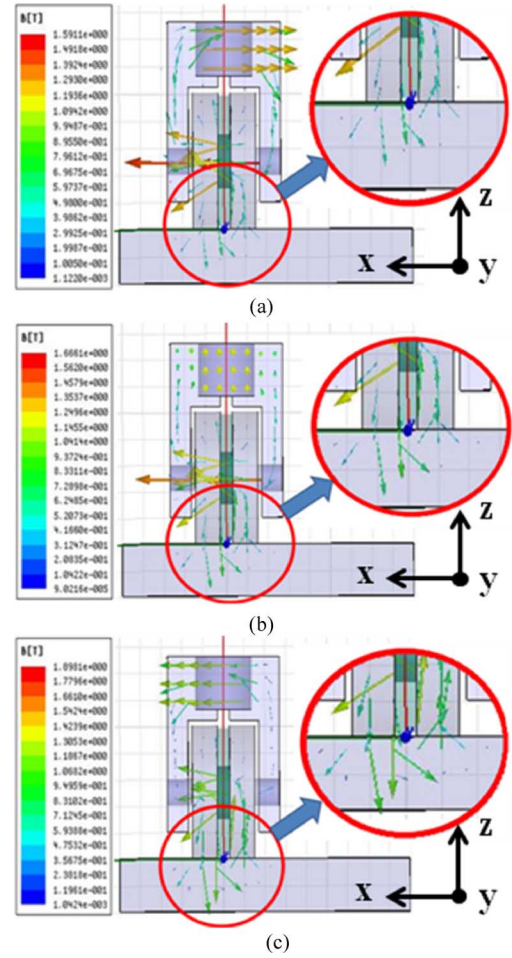 B[T]
1.5911e+000
1.4918e+000
1.3924e+000
1.2930e+000
1.1936e+000
1.0942e+000
9.9487e-001
8.9550e-001
7.9612e-001
6.9675e-001
5.9737e-001
4.9800e-001
3.9862e-001
2.9925e-001
1.9987e-001
1.0050e-001
1.1220e-003
z
x
y
(a)
B[T]
1.6661e+000
1.5620e+000
1.4579e+000
1.3537e+000
1.2496e+000
1.1455e+000
1.0414e+000
9.3724e-001
8.3311e-001
7.2898e-001
6.2485e-001
5.2073e-001
4.1660e-001
3.1247e-001
2.0835e-001
1.0422e-001
9.0216e-005
z
x
y
(b)
B[T]
1.8981e+000
1.7796e+000
1.6610e+000
1.5424e+000
1.4239e+000
1.3053e+000
1.1867e+000
1.0682e+000
9.4959e-001
8.3102e-001
7.1245e-001
5.9388e-001
4.7532e-001
3.5675e-001
2.3818e-001
1.1961e-001
1.0424e-003
z
x
y
(c)